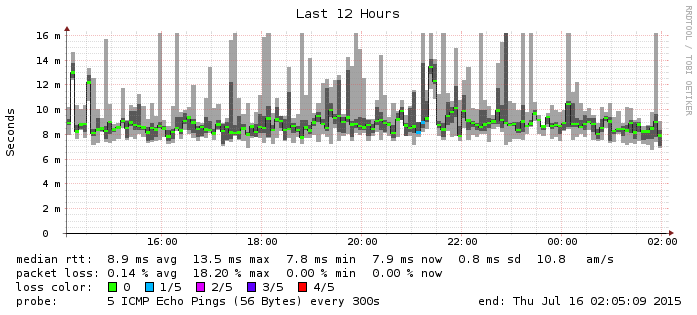 Last 12 Hours
RRDTOOL / TOBI OETIKER
Seconds
16 m
14 m
12 m
10 m
8 m
6 m
4 m
2 m
0
16:00 18:00 20:00 22:00 00:00 02:00
median rtt: 8.9 ms avg 13.5 ms max 7.8 ms min 7.9 ms now 0.8 ms sd 10.8 am/s
packet loss: 0.14 % avg 18.20 % max 0.00 % min 0.00 % now
loss color: 0 1/5 2/5 3/5 4/5
probe: 5 ICMP Echo Pings (56 Bytes) every 300s end: Thu Jul 16 02:05:09 2015